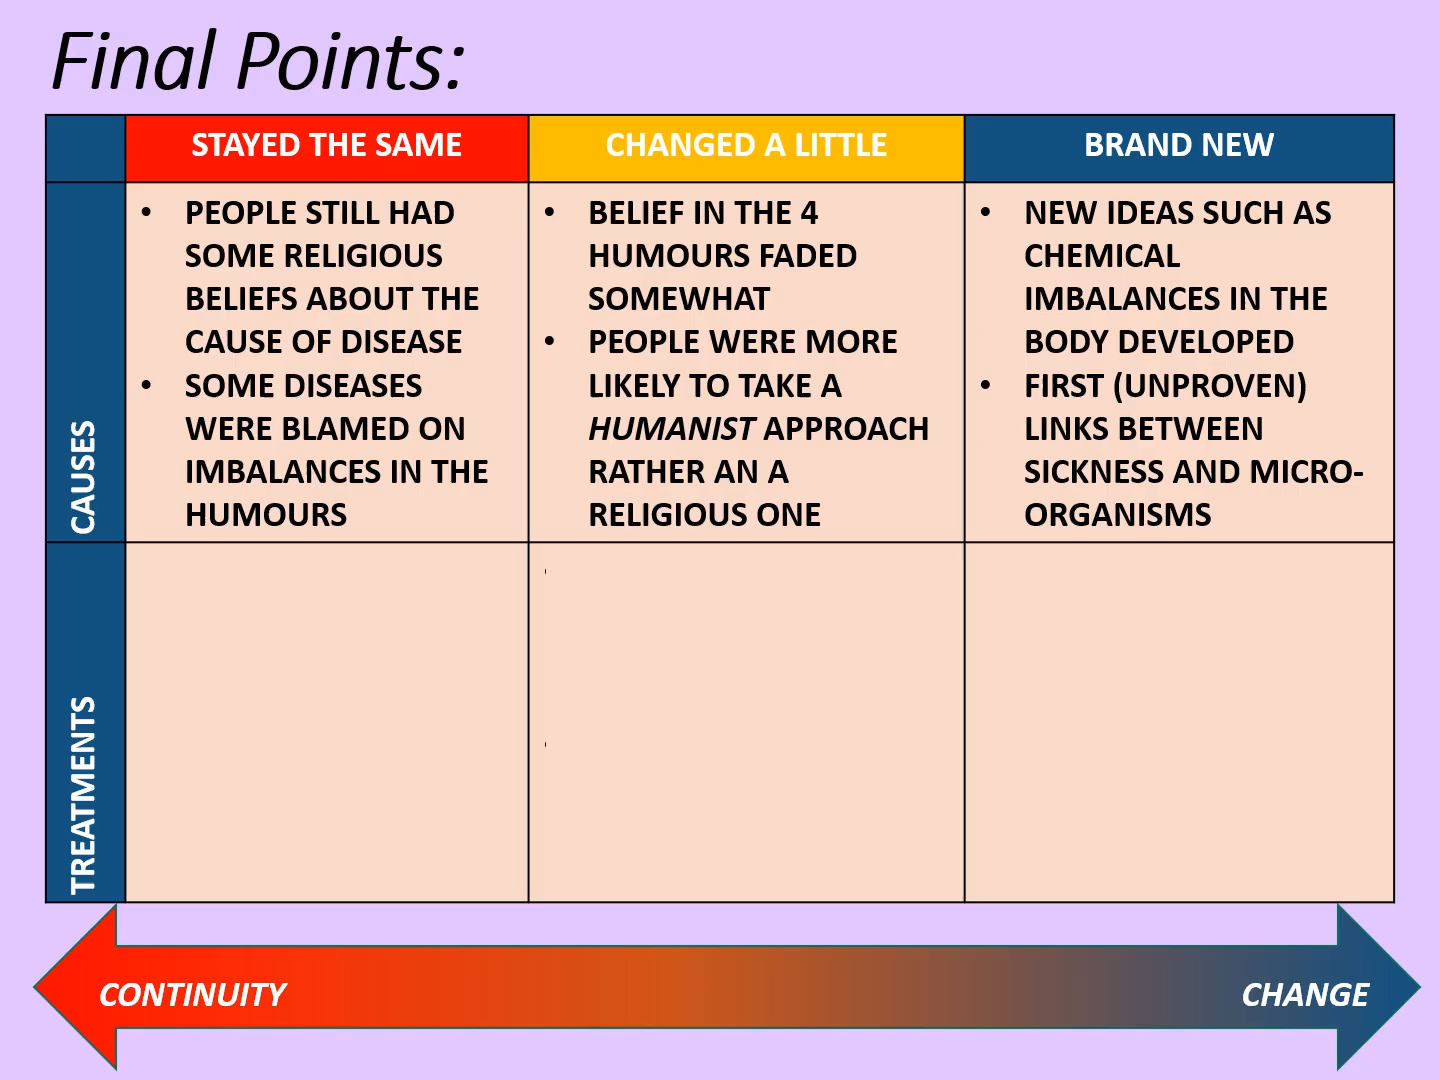 Final Points:
STAYED THE SAME
CHANGED A LITTLE
BRAND NEW
CAUSES
• PEOPLE STILL HAD
SOME RELIGIOUS
BELIEFS ABOUT THE
CAUSE OF DISEASE
• SOME DISEASES
WERE BLAMED ON
IMBALANCES IN THE
HUMOURS
• BELIEF IN THE 4
HUMOURS FADED
SOMEWHAT
• PEOPLE WERE MORE
LIKELY TO TAKE A
HUMANIST APPROACH
RATHER AN A
RELIGIOUS ONE
• NEW IDEAS SUCH AS
CHEMICAL
IMBALANCES IN THE
BODY DEVELOPED
• FIRST (UNPROVEN)
LINKS BETWEEN
SICKNESS AND MICRO-
ORGANISMS
TREATMENTS
CONTINUITY
CHANGE